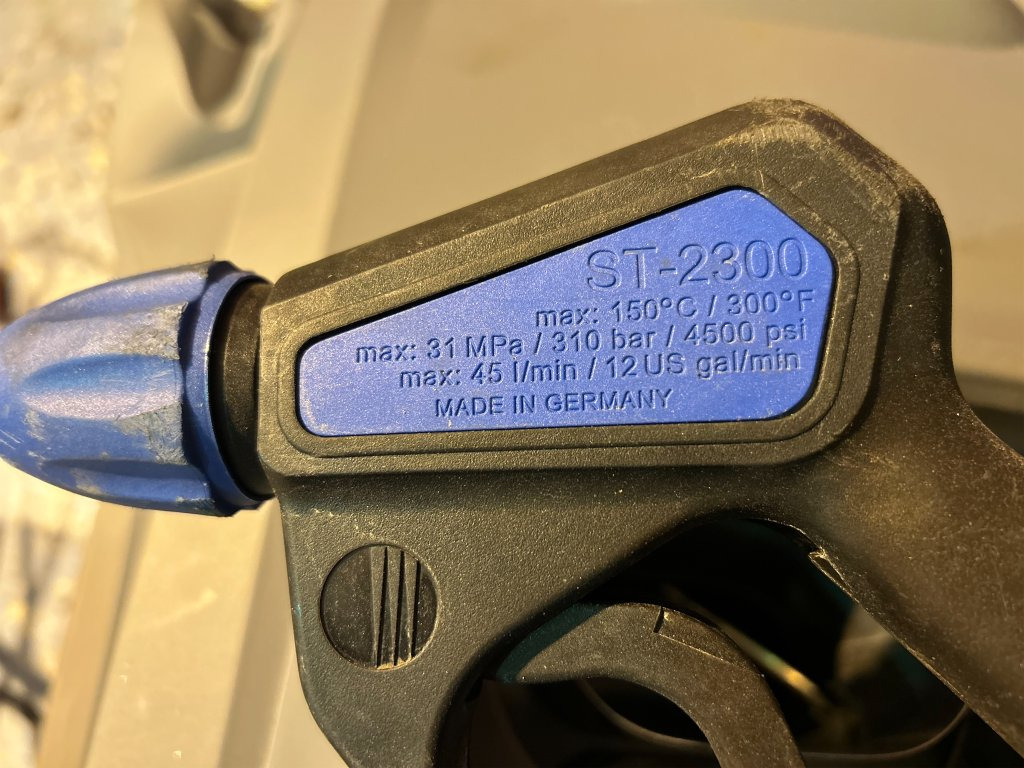 ST-2300
max: 150°C / 300°F
max: 31 MPa / 310 bar / 4500 psi
max: 45 l/min / 12 US gal/min
MADE IN GERMANY